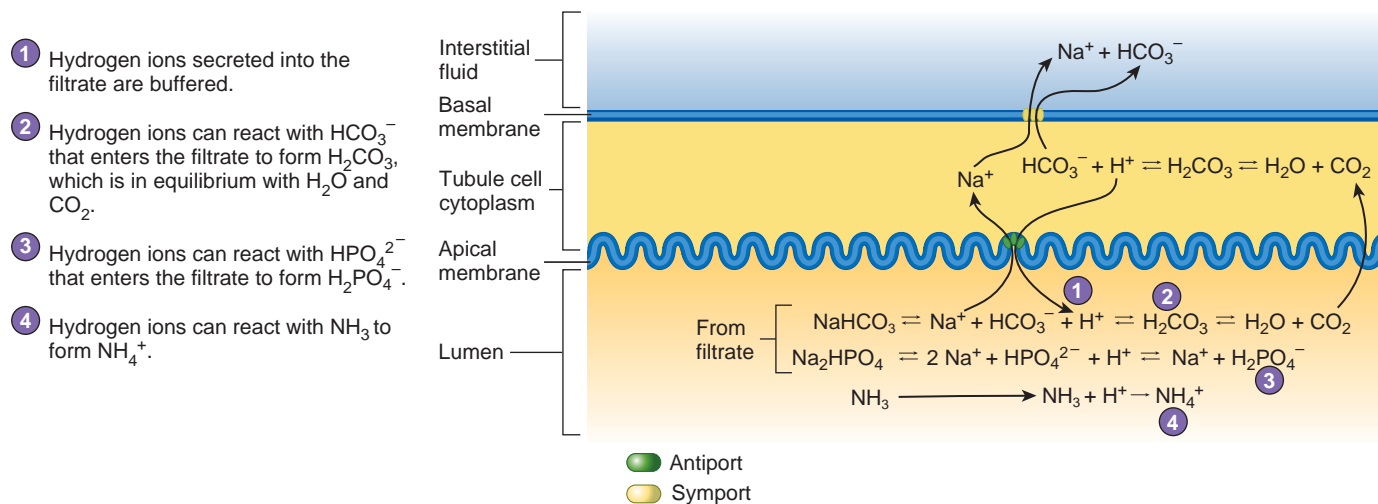 1 Hydrogen ions secreted into the
filtrate are buffered.
2 Hydrogen ions can react with HCO₃⁻
that enters the filtrate to form H₂CO₃,
which is in equilibrium with H₂O and
CO₂.
3 Hydrogen ions can react with HPO₄²⁻
that enters the filtrate to form H₂PO₄⁻.
4 Hydrogen ions can react with NH₃ to
form NH₄⁺.
Interstitial
fluid
Basal
membrane
Tubule cell
cytoplasm
Apical
membrane
Lumen
Na⁺ + HCO₃⁻
Na⁺
HCO₃⁻ + H⁺ ⇌ H₂CO₃ ⇌ H₂O + CO₂
1
2
From
filtrate
NaHCO₃ ⇌ Na⁺ + HCO₃⁻ + H⁺ ⇌ H₂CO₃ ⇌ H₂O + CO₂
Na₂HPO₄ ⇌ 2 Na⁺ + HPO₄²⁻ + H⁺ ⇌ Na⁺ + H₂PO₄⁻
3
NH₃ → NH₃ + H⁺ → NH₄⁺
4
Antiport
Symport